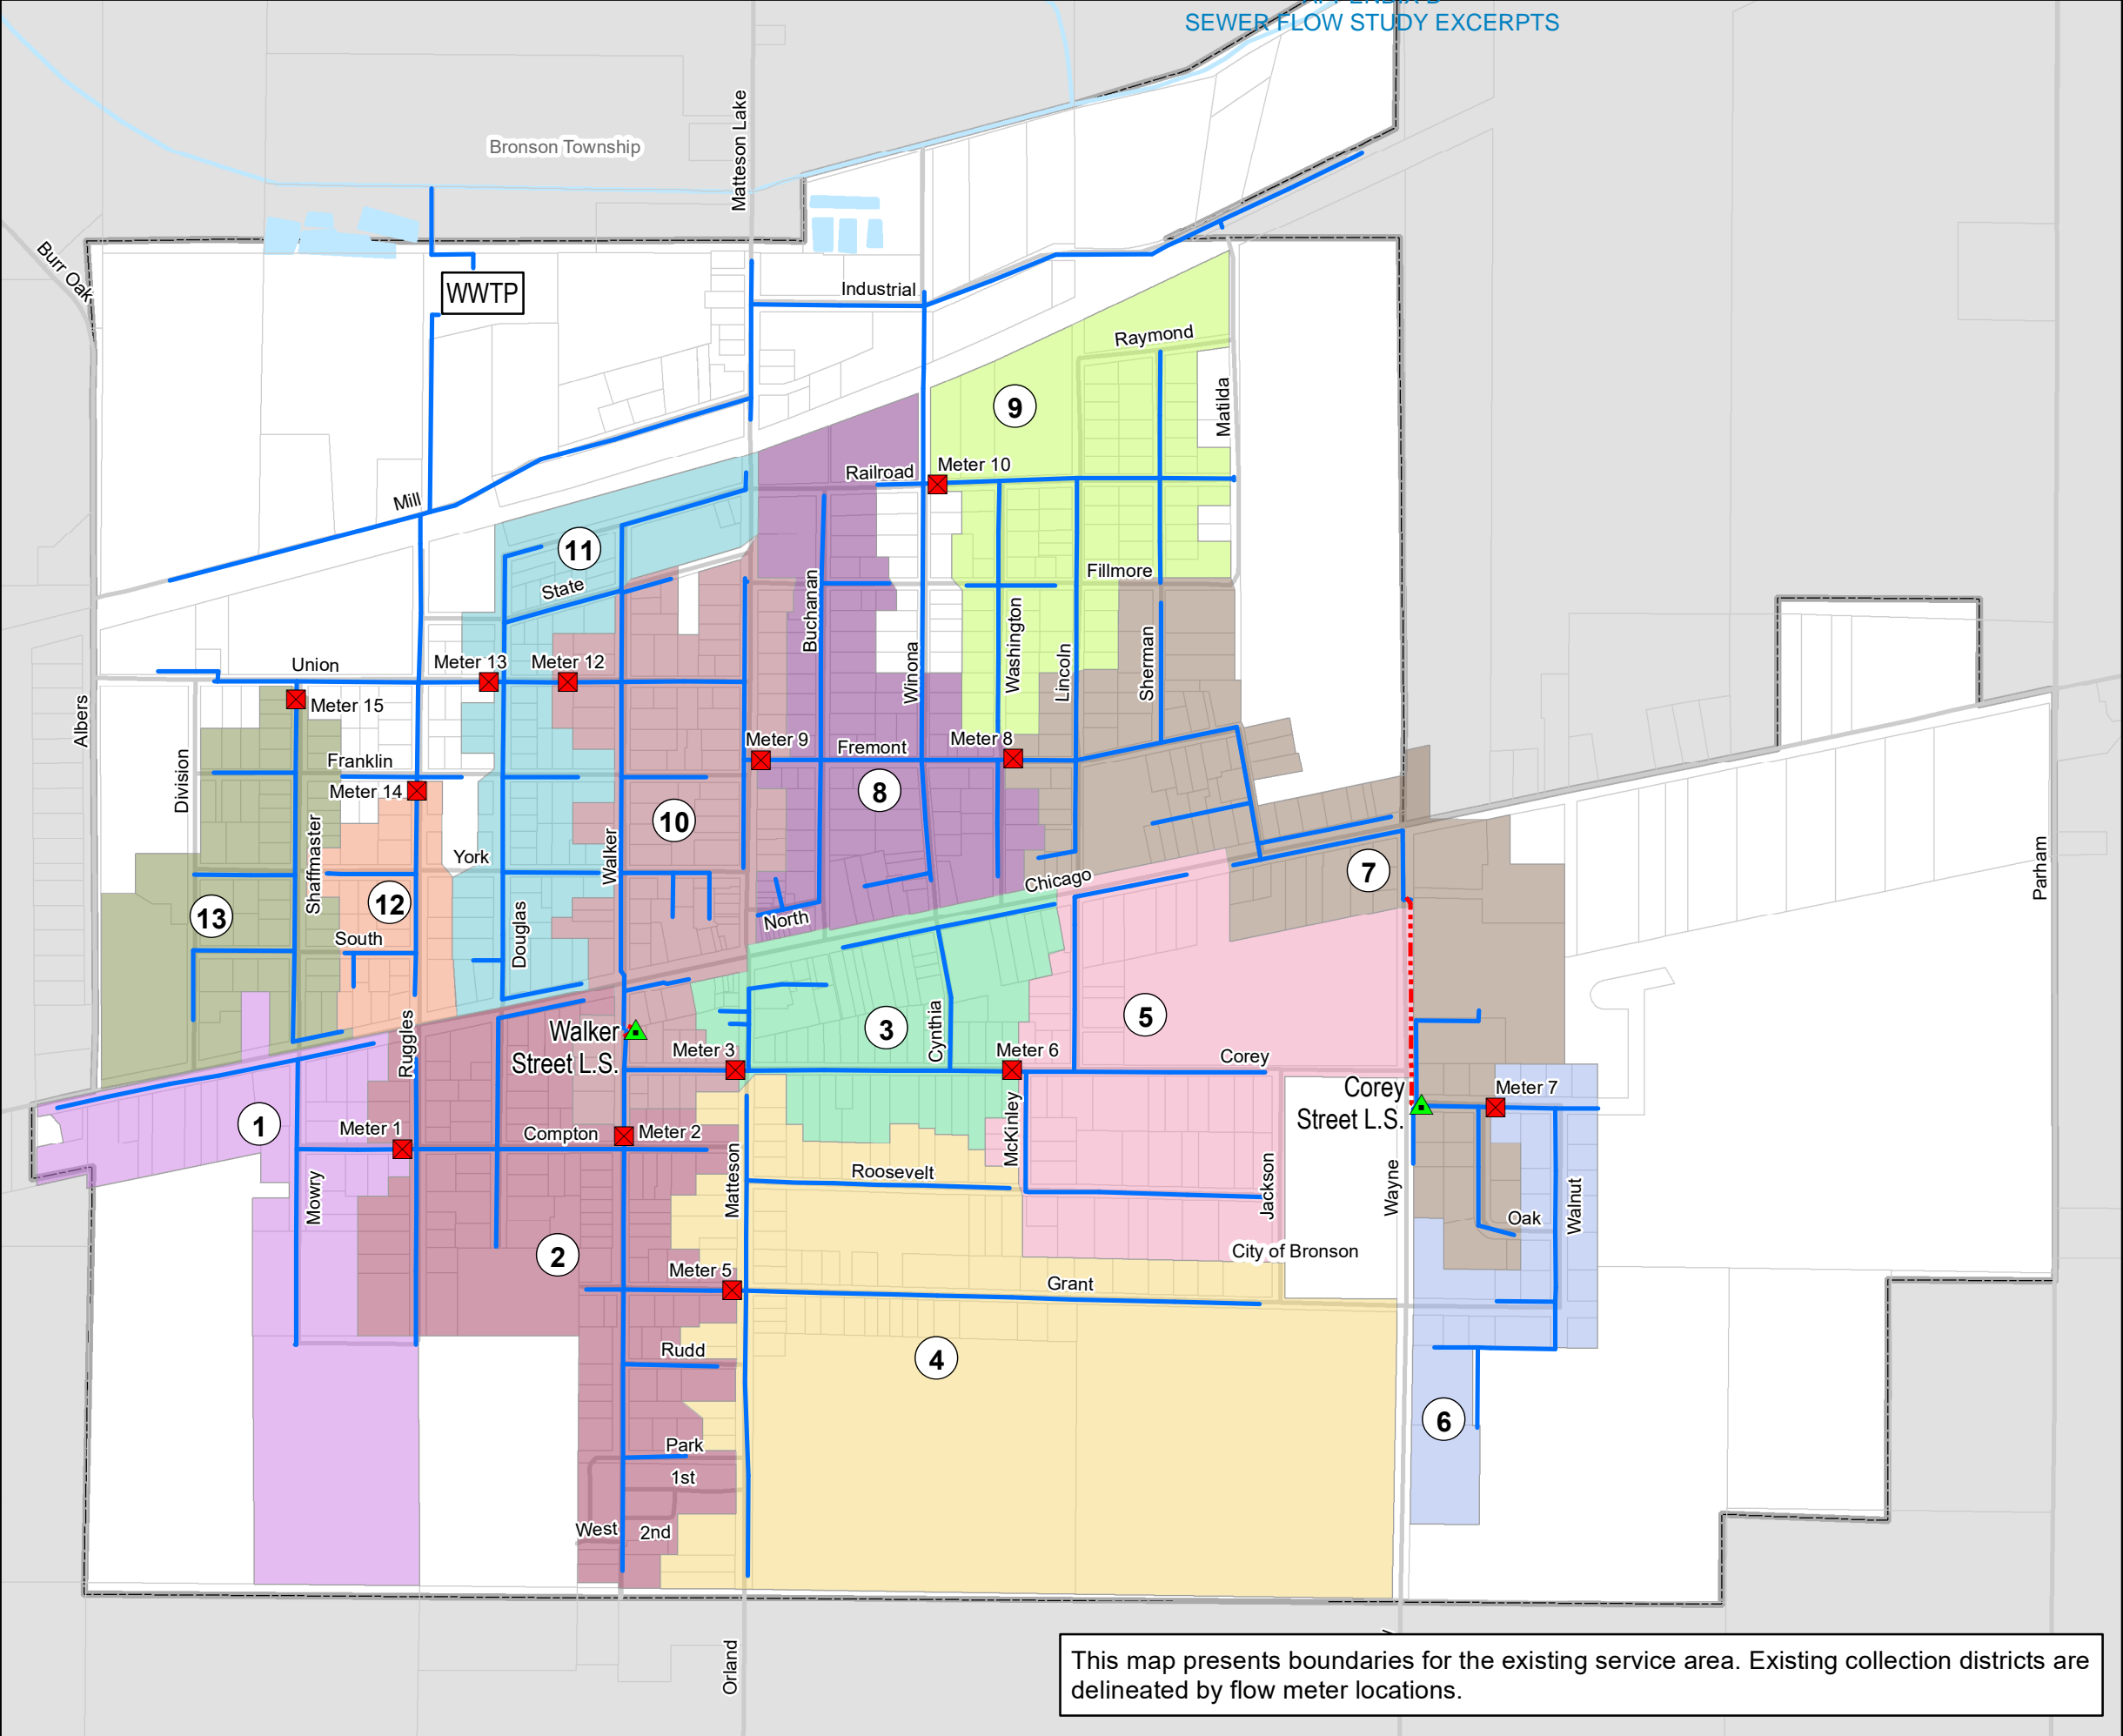 SEWER FLOW STUDY EXCERPTS
Bronson Township
Matteson Lake
Burr Oak
WWTP
Industrial
Raymond
Matilda
9
Railroad
Meter 10
Mill
11
State
Fillmore
Buchanan
Winona
Washington
Lincoln
Sherman
Union
Meter 13
Meter 12
Meter 15
Albers
Division
Franklin
Meter 14
Meter 9
Fremont
Meter 8
8
10
Shaffmaster
York
Walker
7
Parham
Chicago
13
12
South
Douglas
North
5
3
Cynthia
Ruggles
Walker
Street L.S.
Meter 3
Meter 6
Corey
Corey
Street L.S.
Meter 7
1
Meter 1
Compton
Meter 2
McKinley
Mowry
Matteson
Roosevelt
Jackson
Wayne
Walnut
Oak
2
City of Bronson
Meter 5
Grant
4
Rudd
6
Park
1st
West
2nd
Orland
This map presents boundaries for the existing service area. Existing collection districts are
delineated by flow meter locations.